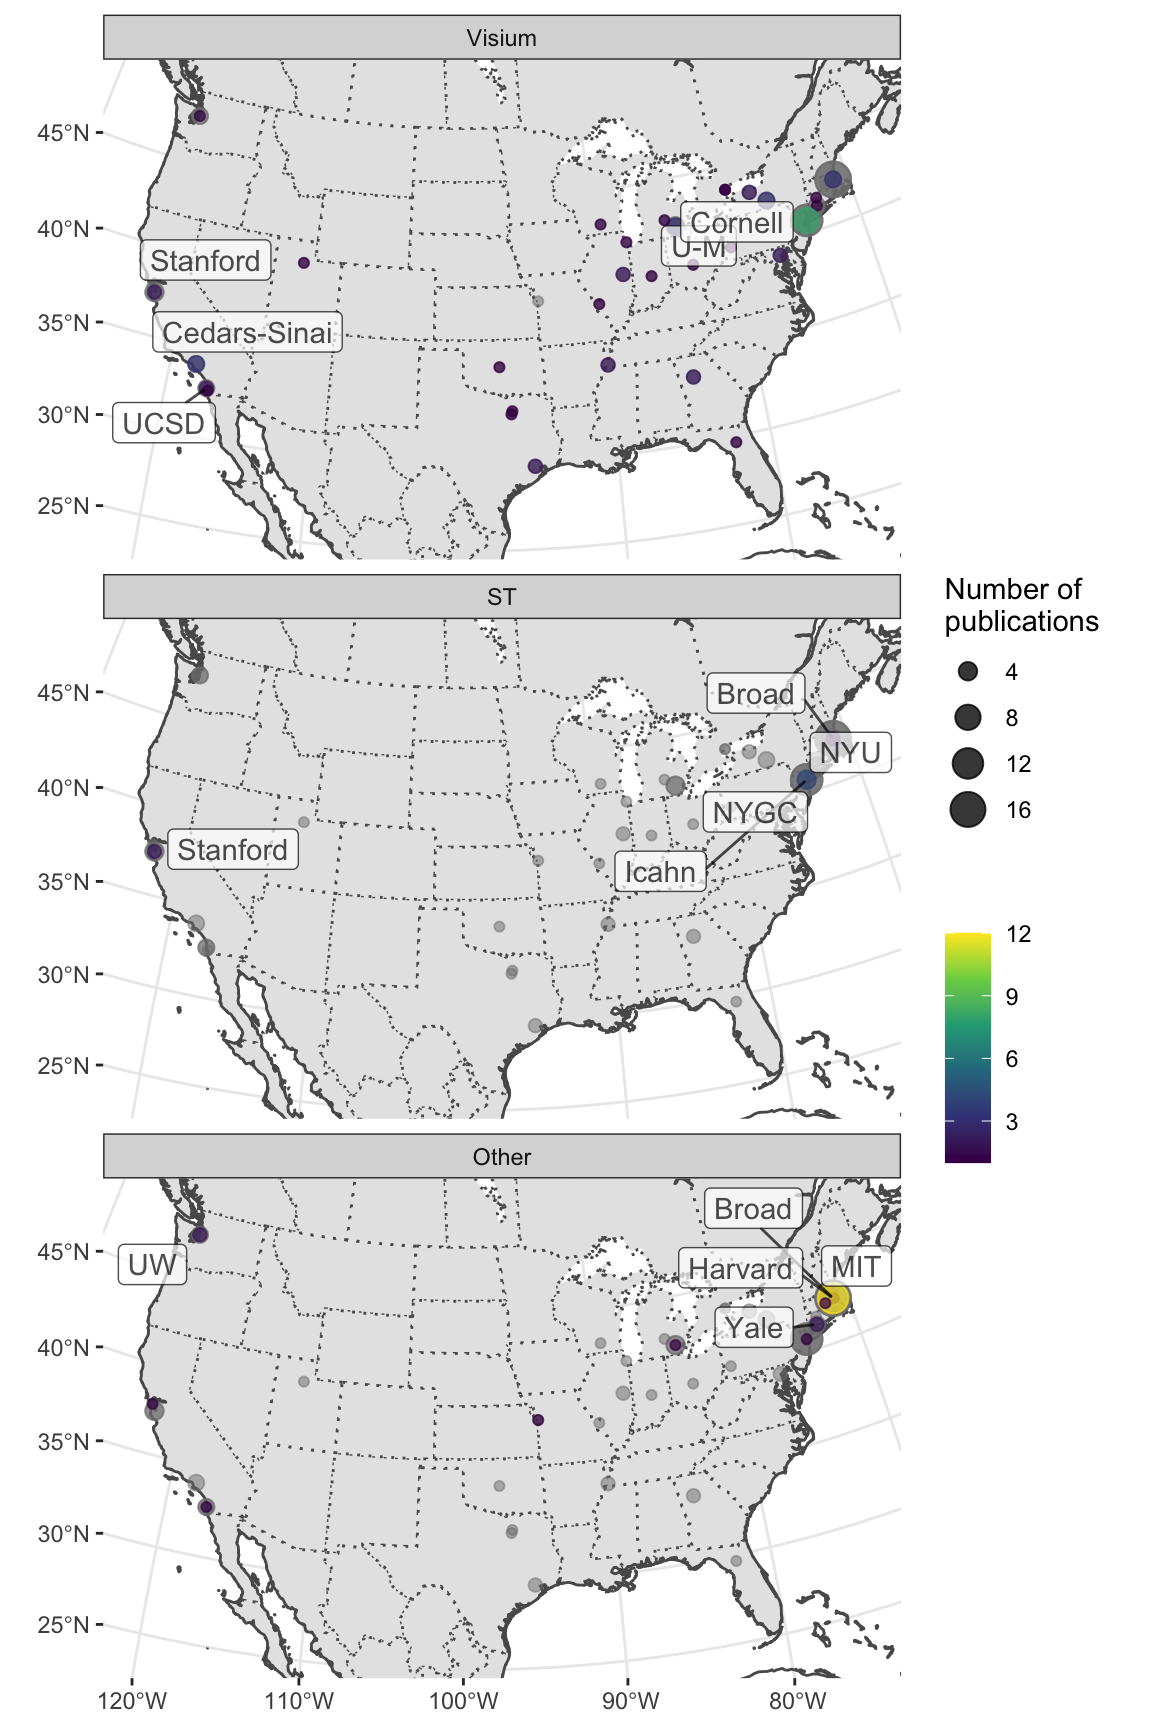 Visium
45°N
40°N
35°N
30°N
25°N
Stanford
Cedars-Sinai
UCSD
Cornell
U-M
ST
45°N
40°N
35°N
30°N
25°N
Broad
NYU
NYGC
Icahn
Stanford
Number of
publications
4
8
12
16
12
9
6
3
Other
45°N
40°N
35°N
30°N
25°N
Broad
UW
Harvard
MIT
Yale
120°W
110°W
100°W
90°W
80°W